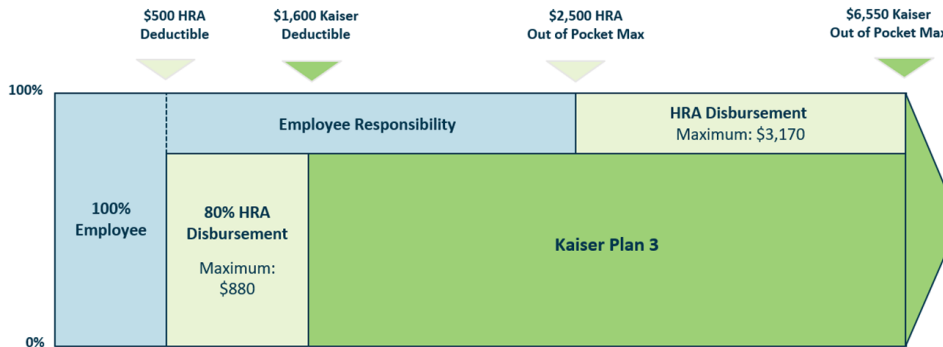 $500 HRA
Deductible
$1,600 Kaiser
Deductible
$2,500 HRA
Out of Pocket Max
$6,550 Kaiser
Out of Pocket Max
100%
Employee Responsibility
HRA Disbursement
Maximum: $3,170
100%
Employee
80% HRA
Disbursement
Maximum:
$880
Kaiser Plan 3
0%